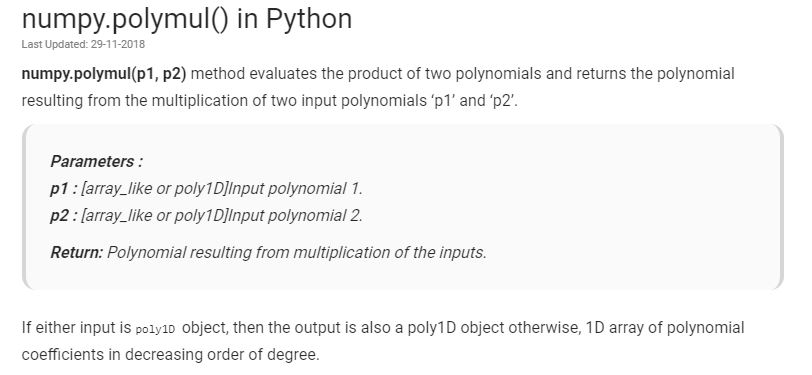 numpy.polymul() in Python
Last Updated: 29-11-2018
numpy.polymul(p1, p2) method evaluates the product of two polynomials and returns the polynomial
resulting from the multiplication of two input polynomials ‘p1’ and ‘p2’.
Parameters :
p1 : [array_like or poly1D]Input polynomial 1.
p2 : [array_like or poly1D]Input polynomial 2.
Return: Polynomial resulting from multiplication of the inputs.
If either input is poly1D object, then the output is also a poly1D object otherwise, 1D array of polynomial
coefficients in decreasing order of degree.